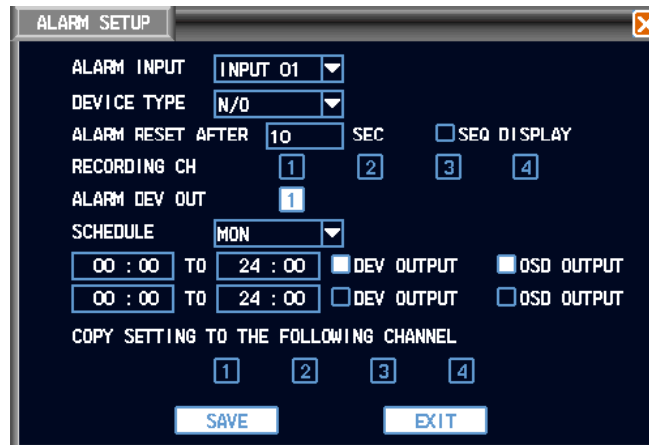 ALARM SETUP
ALARM INPUT INPUT 01
DEVICE TYPE N/O
ALARM RESET AFTER 10 SEC SEQ DISPLAY
RECORDING CH 1 2 3 4
ALARM DEV OUT 1
SCHEDULE MON
00 : 00 TO 24 : 00 DEV OUTPUT OSD OUTPUT
00 : 00 TO 24 : 00 DEV OUTPUT OSD OUTPUT
COPY SETTING TO THE FOLLOWING CHANNEL
1 2 3 4
SAVE EXIT